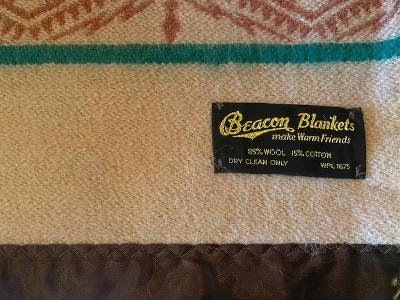 Beacon Blankets
make Warm Friends
85% WOOL 15% COTTON
DRY CLEAN ONLY WPL 1675